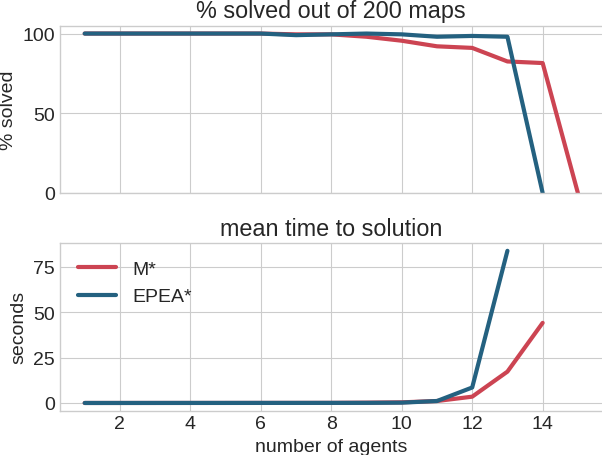 % solved out of 200 maps
100
50
0
% solved
mean time to solution
75
50
25
0
seconds
M*
EPEA*
2 4 6 8 10 12 14
number of agents